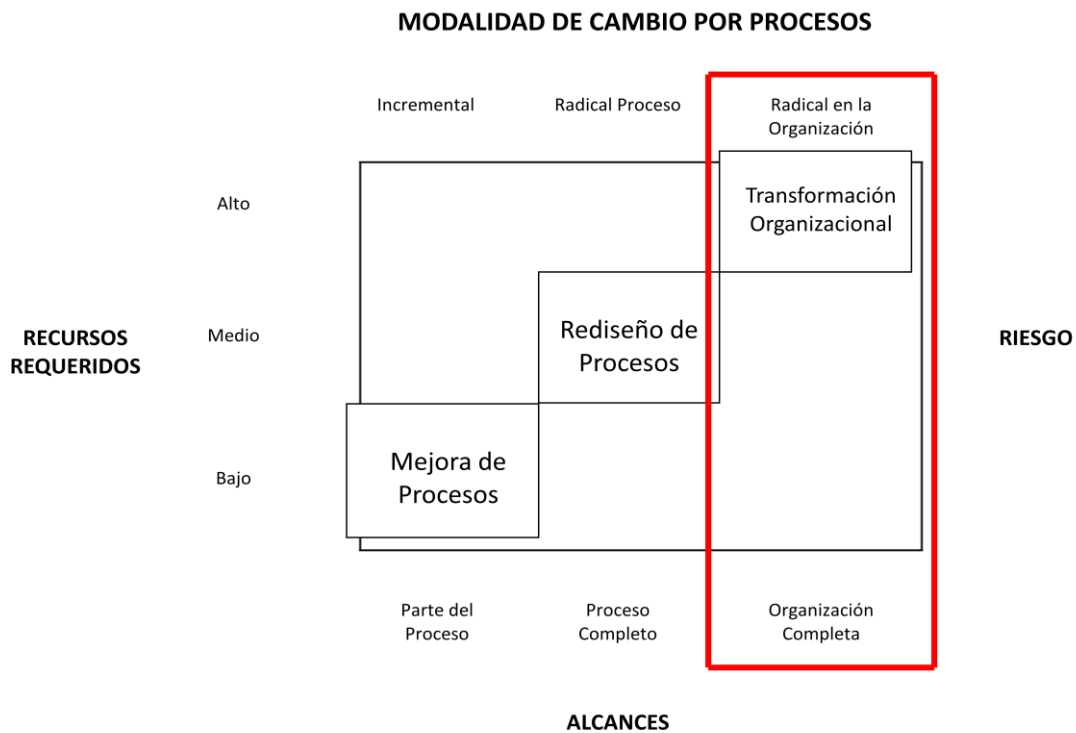 MODALIDAD DE CAMBIO POR PROCESOS
Incremental
Radical Proceso
Radical en la
Organización
Alto
Transformación
Organizacional
RECURSOS
REQUERIDOS
Medio
Rediseño de
Procesos
RIESGO
Bajo
Mejora de
Procesos
Parte del
Proceso
Proceso
Completo
Organización
Completa
ALCANCES